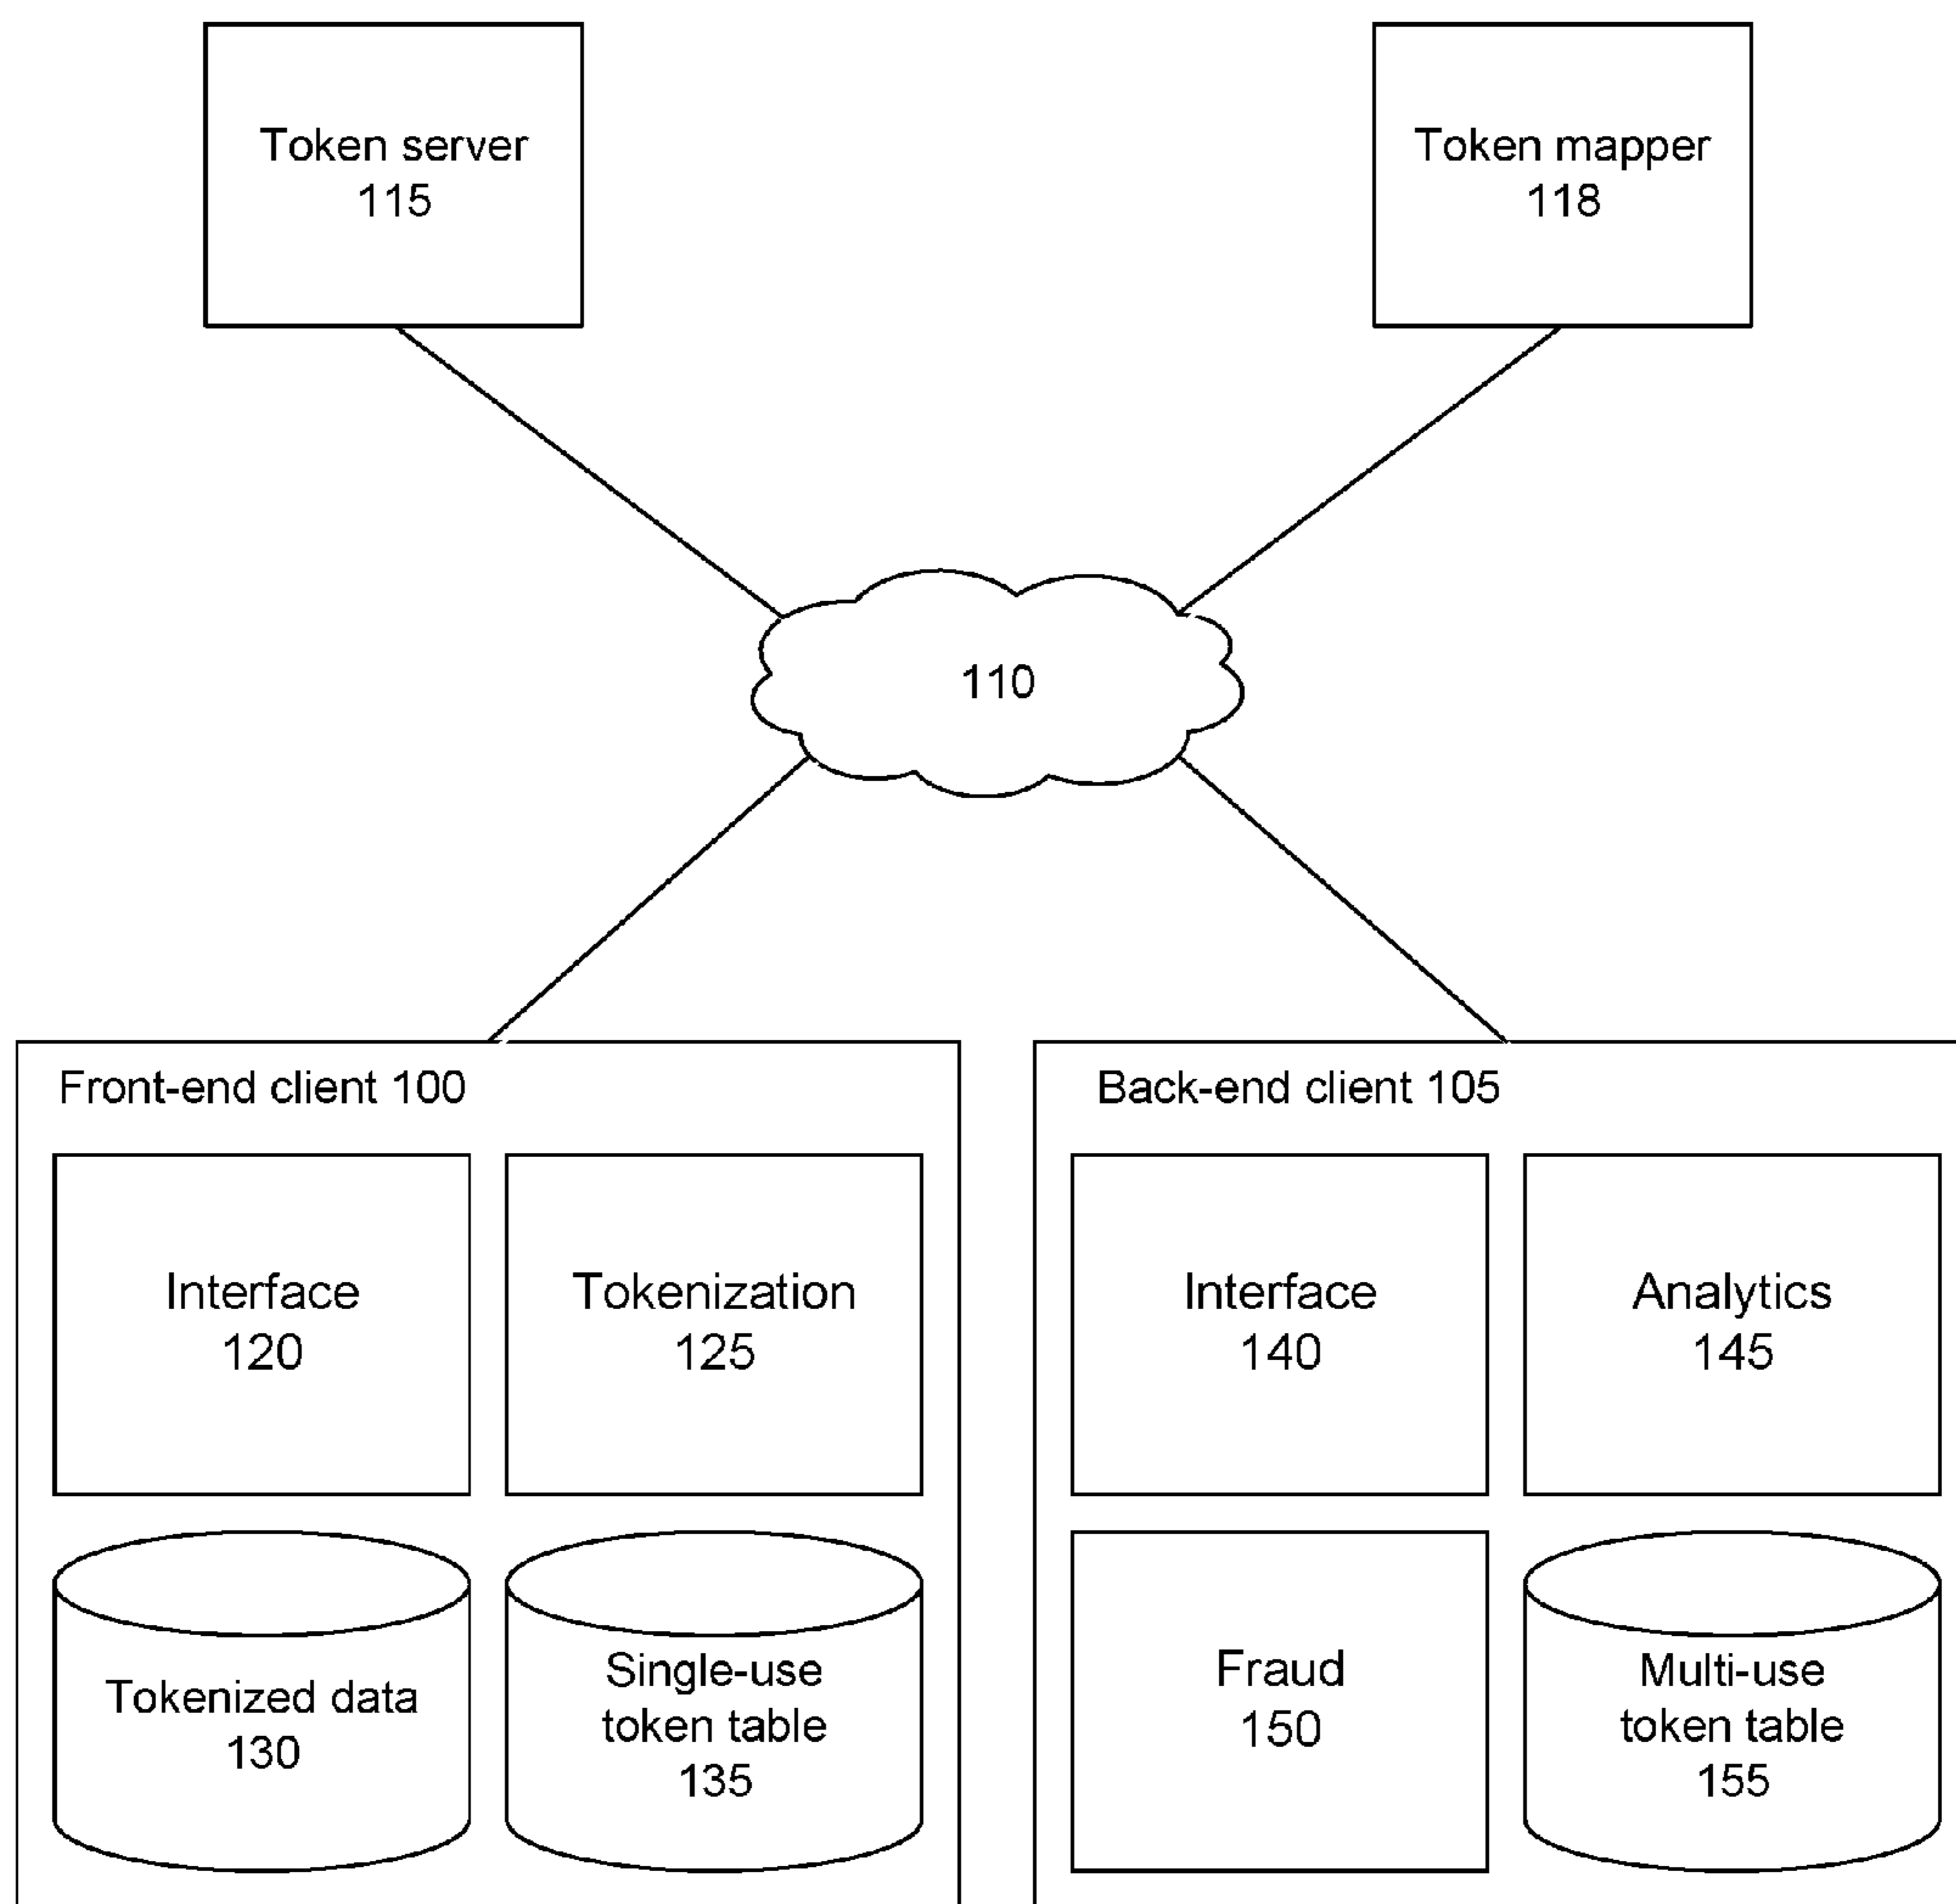 Token server
115
Token mapper
118
110
Front-end client 100
Interface
120
Tokenization
125
Tokenized data
130
Single-use
token table
135
Back-end client 105
Interface
140
Analytics
145
Fraud
150
Multi-use
token table
155